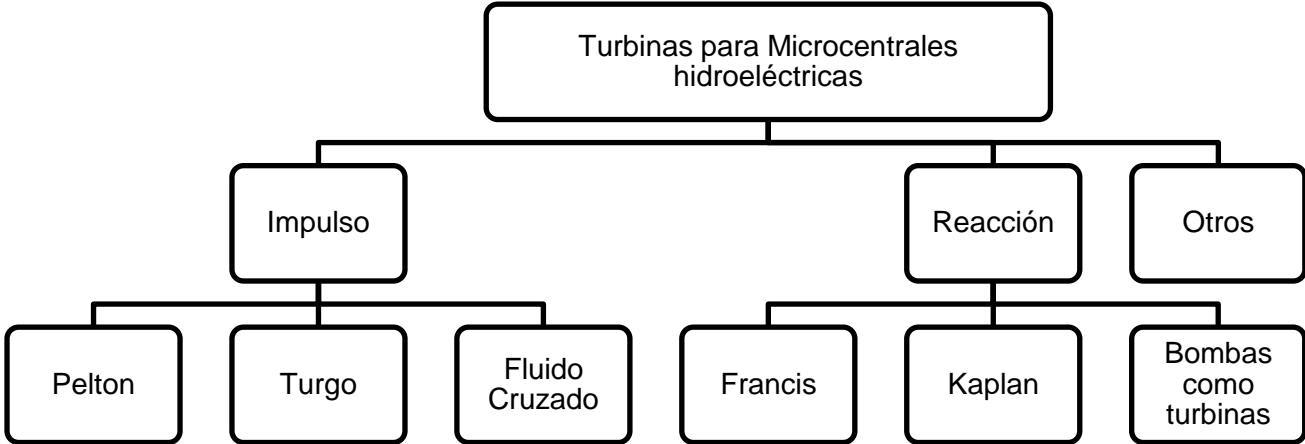 Turbinas para Microcentrales
hidroeléctricas
Impulso
Reacción
Otros
Pelton
Turgo
Fluido
Cruzado
Francis
Kaplan
Bombas
como
turbinas